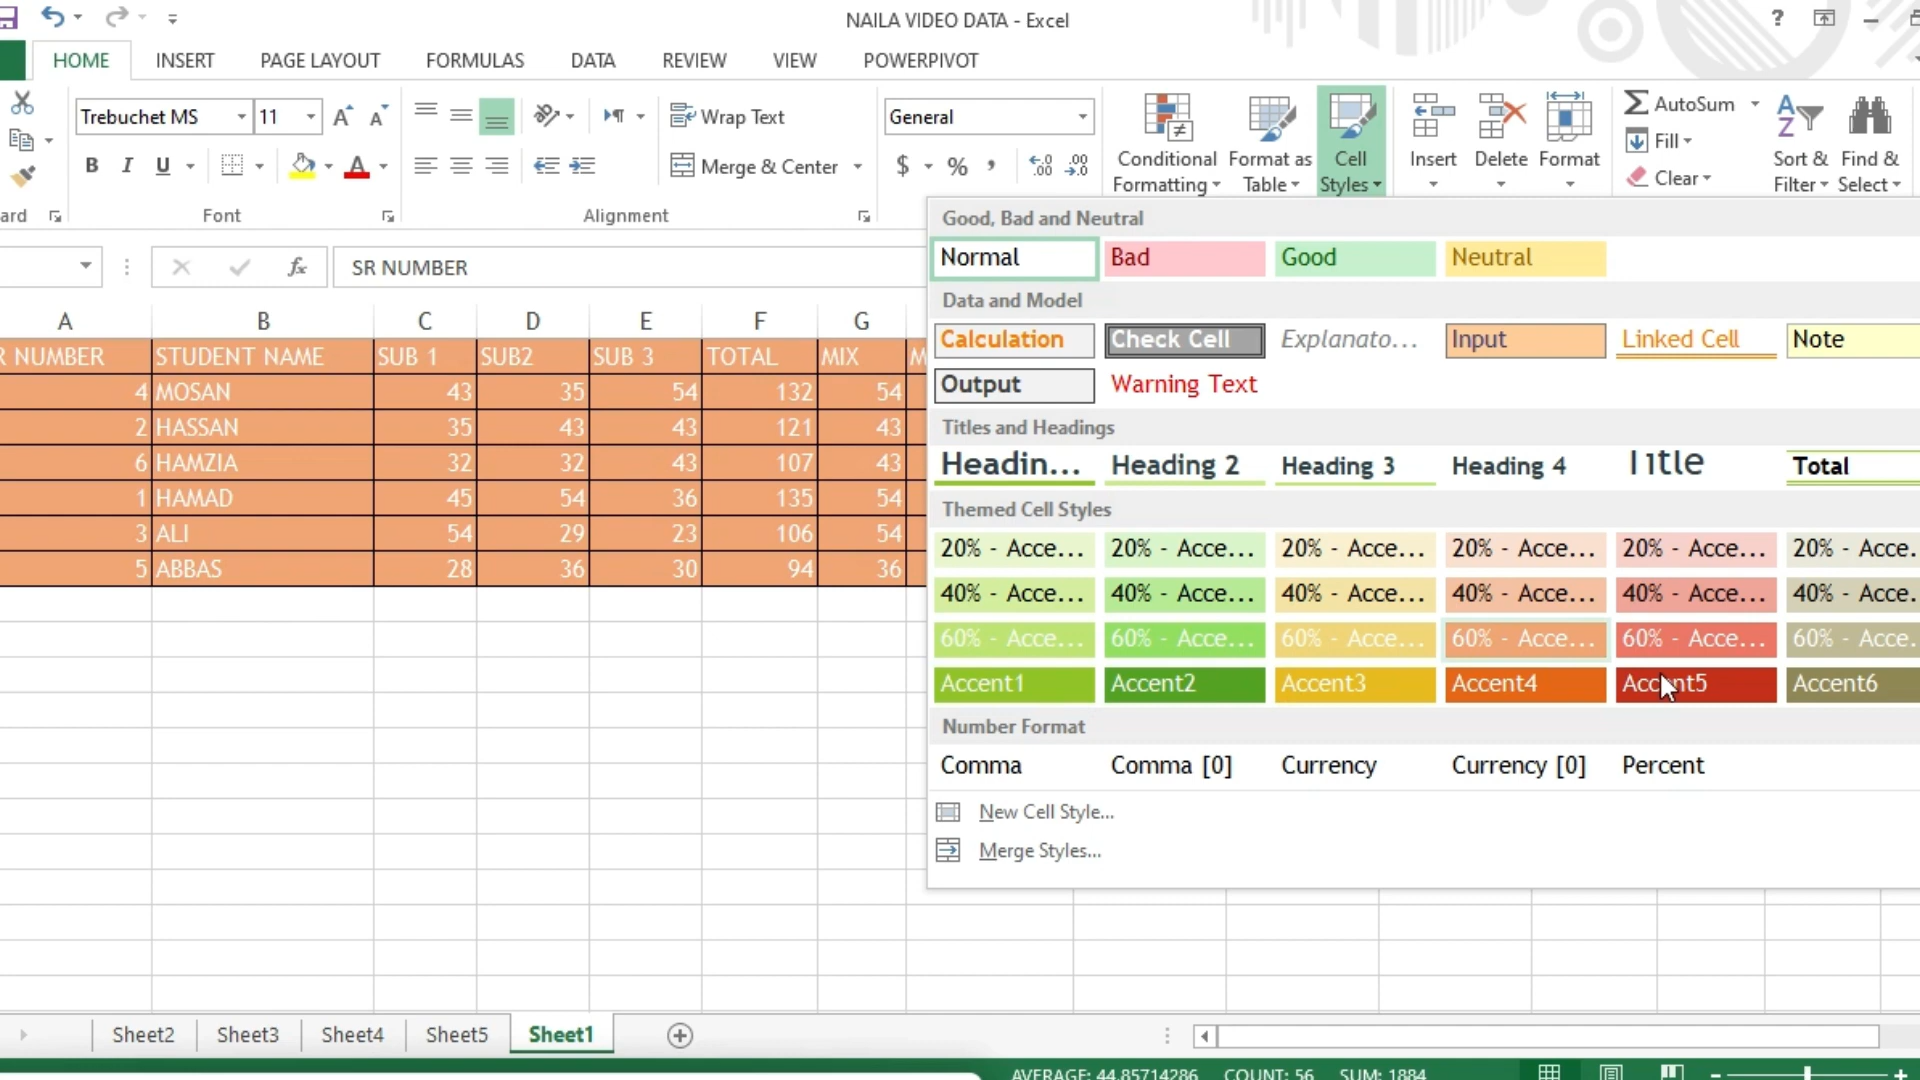 NAILA VIDEO DATA - Excel
?
HOME INSERT PAGE LAYOUT FORMULAS DATA REVIEW VIEW POWERPIVOT
Trebuchet MS 11 Wrap Text General AutoSum
B I U Merge & Center $ % , Conditional Formatting Format as Table Cell Styles Insert Delete Format Fill Clear Sort & Filter Find & Select
ard Font Alignment
fx SR NUMBER
Good, Bad and Neutral
Normal Bad Good Neutral
Data and Model
Calculation Check Cell Explanato... Input Linked Cell Note
Output Warning Text
Titles and Headings
Headin... Heading 2 Heading 3 Heading 4 Title Total
Themed Cell Styles
20% - Acce... 20% - Acce... 20% - Acce... 20% - Acce... 20% - Acce... 20% - Acce.
40% - Acce... 40% - Acce... 40% - Acce... 40% - Acce... 40% - Acce... 40% - Acce.
60% - Acce... 60% - Acce... 60% - Acce... 60% - Acce... 60% - Acce... 60% - Acce.
Accent1 Accent2 Accent3 Accent4 Accent5 Accent6
Number Format
Comma Comma [0] Currency Currency [0] Percent
New Cell Style...
Merge Styles...
A B C D E F G
R NUMBER STUDENT NAME SUB 1 SUB2 SUB 3 TOTAL MIX M
4 MOSAN 43 35 54 132 54
2 HASSAN 35 43 43 121 43
6 HAMZIA 32 32 43 107 43
1 HAMAD 45 54 36 135 54
3 ALI 54 29 23 106 54
5 ABBAS 28 36 30 94 36
Sheet2 Sheet3 Sheet4 Sheet5 Sheet1
AVERAGE: 44.85714286 COUNT: 56 SUM: 1884